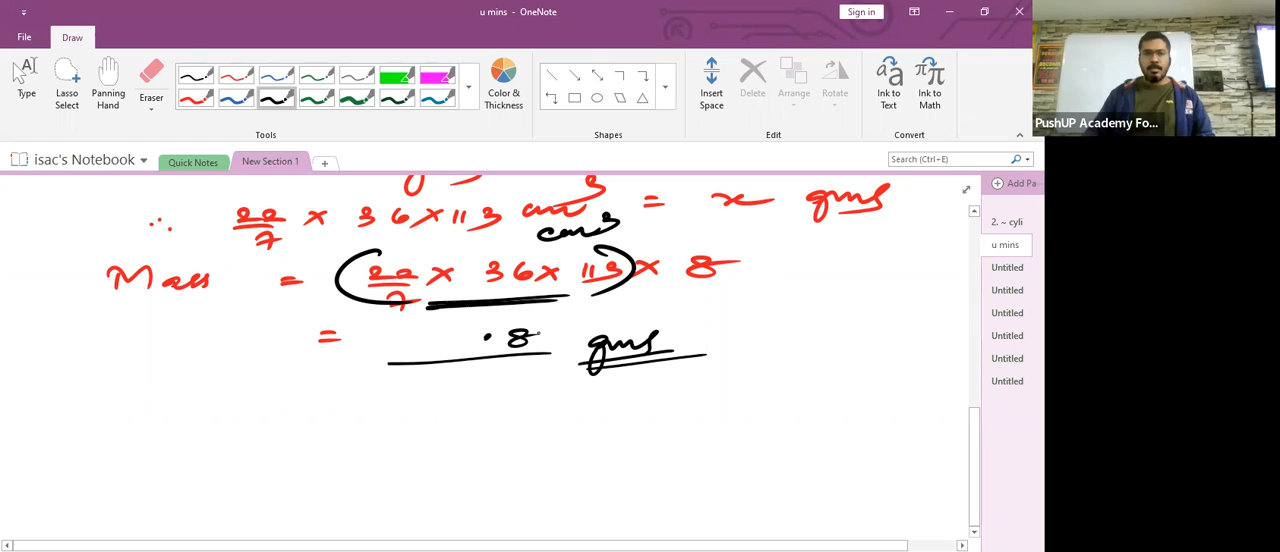 u mins - OneNote
Sign in
File
Draw
Type
Lasso Select
Panning Hand
Eraser
Color & Thickness
Insert Space
Delete
Arrange
Rotate
Ink to Text
Ink to Math
Tools
Shapes
Edit
Convert
PushUP Academy Fo...
isac's Notebook
Quick Notes
New Section 1
Search (Ctrl+E)
Add Pa
2. ~ cyli
u mins
Untitled
Untitled
Untitled
Untitled
Untitled
Untitled
∴ 22/7 × 36 × 113 cm³ = x gms
cm³
Mass = (22/7 × 36 × 113) × 8
= .8 gms